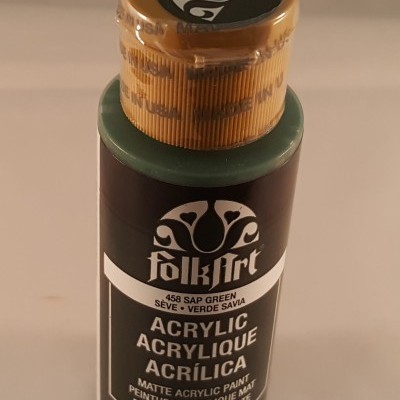 MADE IN USA
FolkArt
458 SAP GREEN
SÈVE • VERDE SAVIA
ACRYLIC
ACRYLIQUE
ACRÍLICA
MATTE ACRYLIC PAINT